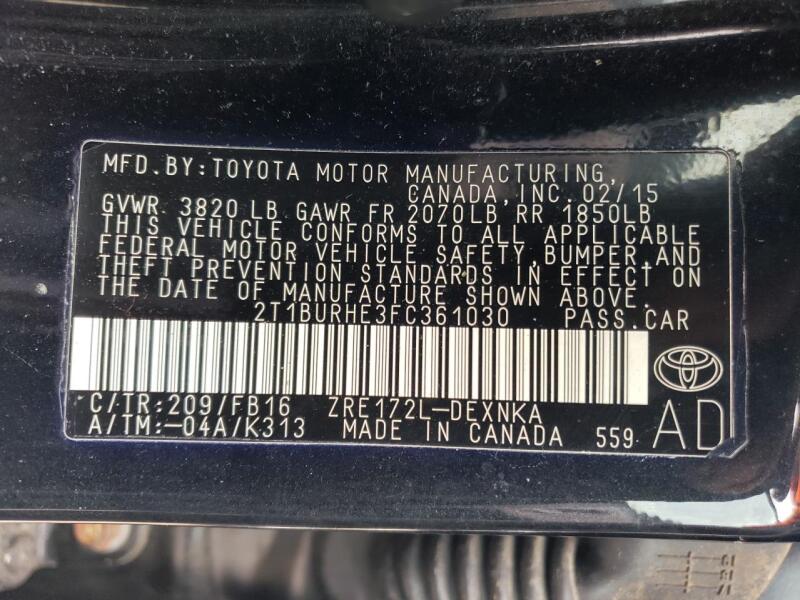 MFD.BY:TOYOTA MOTOR MANUFACTURING,
CANADA,INC. 02/15
GVWR 3820 LB GAWR FR 2070LB RR 1850LB
THIS VEHICLE CONFORMS TO ALL APPLICABLE
FEDERAL MOTOR VEHICLE SAFETY,BUMPER,AND
THEFT PREVENTION STANDARDS IN EFFECT ON
THE DATE OF MANUFACTURE SHOWN ABOVE.
2T1BURHE3FC361030 PASS.CAR
C/TR:209/FB16 ZRE172L-DEXNKA
A/TM:-04A/K313 MADE IN CANADA 559 AD